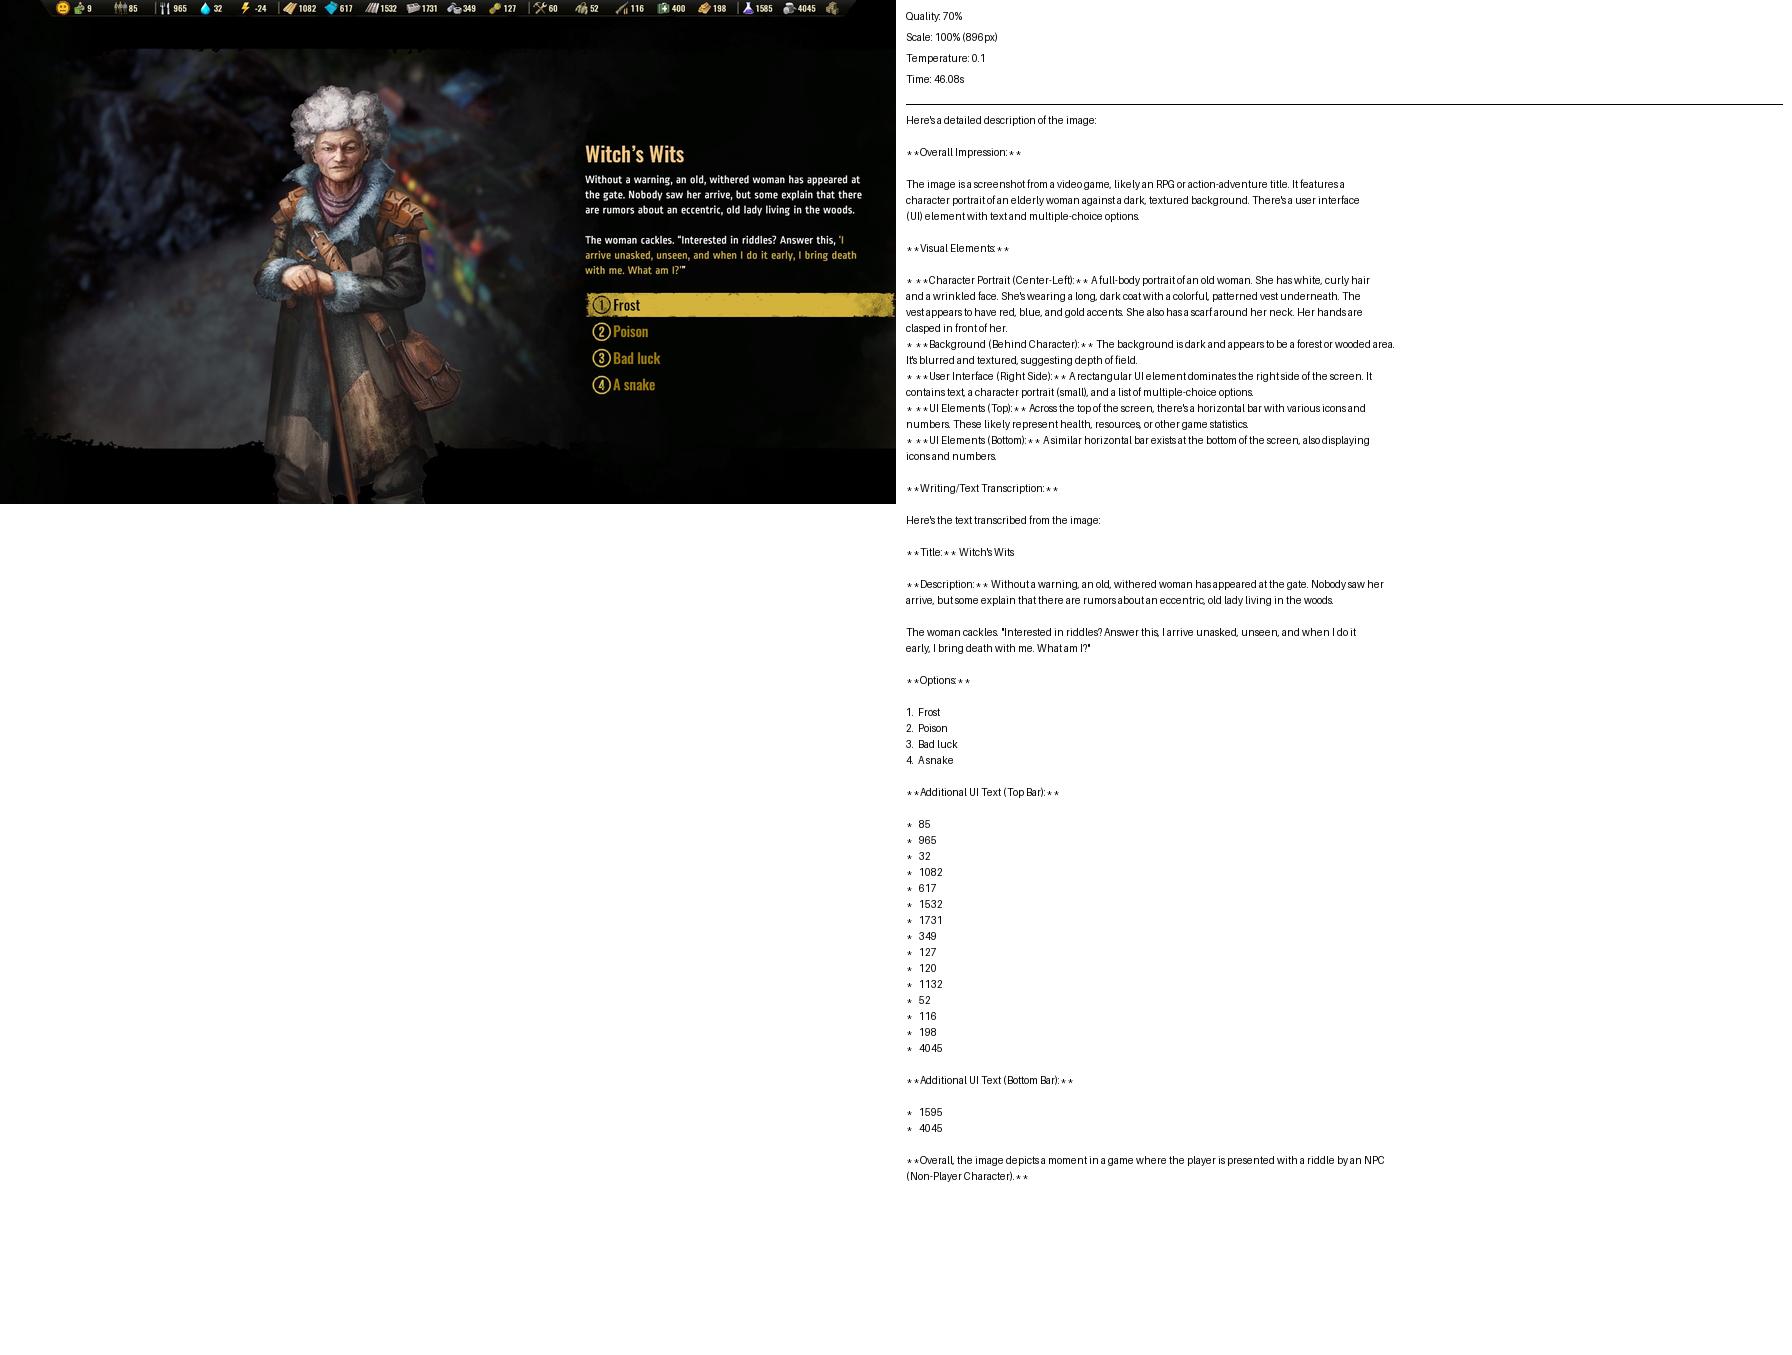 9 85 965 32 -24 1082 617 1532 1731 349 127 60 52 116 400 198 1585 4045
Witch's Wits
Without a warning, an old, withered woman has appeared at
the gate. Nobody saw her arrive, but some explain that there
are rumors about an eccentric, old lady living in the woods.
The woman cackles. "Interested in riddles? Answer this, 'I
arrive unasked, unseen, and when I do it early, I bring death
with me. What am I?'"
1 Frost
2 Poison
3 Bad luck
4 A snake
Quality: 70%
Scale: 100% (896px)
Temperature: 0.1
Time: 46.08s
Here's a detailed description of the image:
**Overall Impression:**
The image is a screenshot from a video game, likely an RPG or action-adventure title. It features a
character portrait of an elderly woman against a dark, textured background. There's a user interface
(UI) element with text and multiple-choice options.
**Visual Elements:**
* **Character Portrait (Center-Left):** A full-body portrait of an old woman. She has white, curly hair
and a wrinkled face. She's wearing a long, dark coat with a colorful, patterned vest underneath. The
vest appears to have red, blue, and gold accents. She also has a scarf around her neck. Her hands are
clasped in front of her.
* **Background (Behind Character):** The background is dark and appears to be a forest or wooded area.
It's blurred and textured, suggesting depth of field.
* **User Interface (Right Side):** A rectangular UI element dominates the right side of the screen. It
contains text, a character portrait (small), and a list of multiple-choice options.
* **UI Elements (Top):** Across the top of the screen, there's a horizontal bar with various icons and
numbers. These likely represent health, resources, or other game statistics.
* **UI Elements (Bottom):** A similar horizontal bar exists at the bottom of the screen, also displaying
icons and numbers.
**Writing/Text Transcription:**
Here's the text transcribed from the image:
**Title:** Witch's Wits
**Description:** Without a warning, an old, withered woman has appeared at the gate. Nobody saw her
arrive, but some explain that there are rumors about an eccentric, old lady living in the woods.
The woman cackles. "Interested in riddles? Answer this, I arrive unasked, unseen, and when I do it
early, I bring death with me. What am I?"
**Options:**
1. Frost
2. Poison
3. Bad luck
4. A snake
**Additional UI Text (Top Bar):**
* 85
* 965
* 32
* 1082
* 617
* 1532
* 1731
* 349
* 127
* 120
* 1132
* 52
* 116
* 198
* 4045
**Additional UI Text (Bottom Bar):**
* 1595
* 4045
**Overall, the image depicts a moment in a game where the player is presented with a riddle by an NPC
(Non-Player Character).**